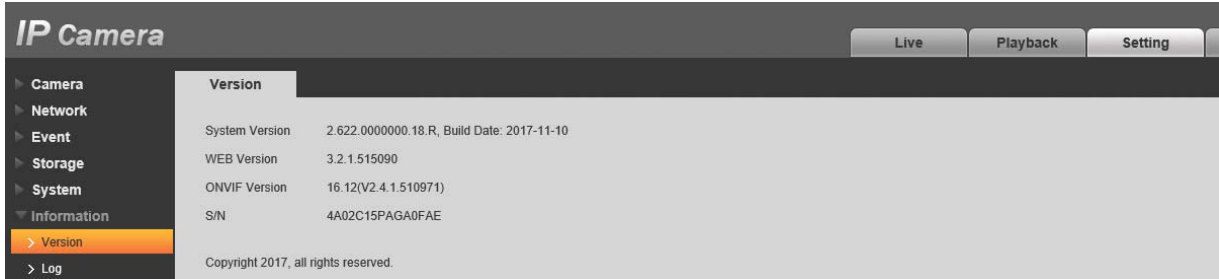 IP Camera
Live Playback Setting
Camera
Network
Event
Storage
System
Information
Version
Log
Version
System Version 2.622.0000000.18.R, Build Date: 2017-11-10
WEB Version 3.2.1.515090
ONVIF Version 16.12(V2.4.1.510971)
S/N 4A02C15PAGA0FAE
Copyright 2017, all rights reserved.